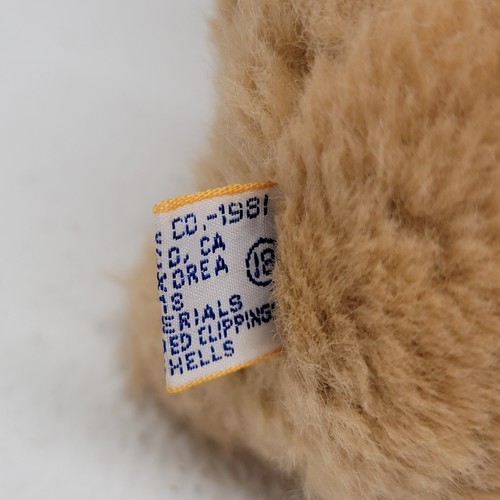 S CO.-1981
D, CA
KOREA
18
ERIALS
ED CLIPPINGS
HELLS